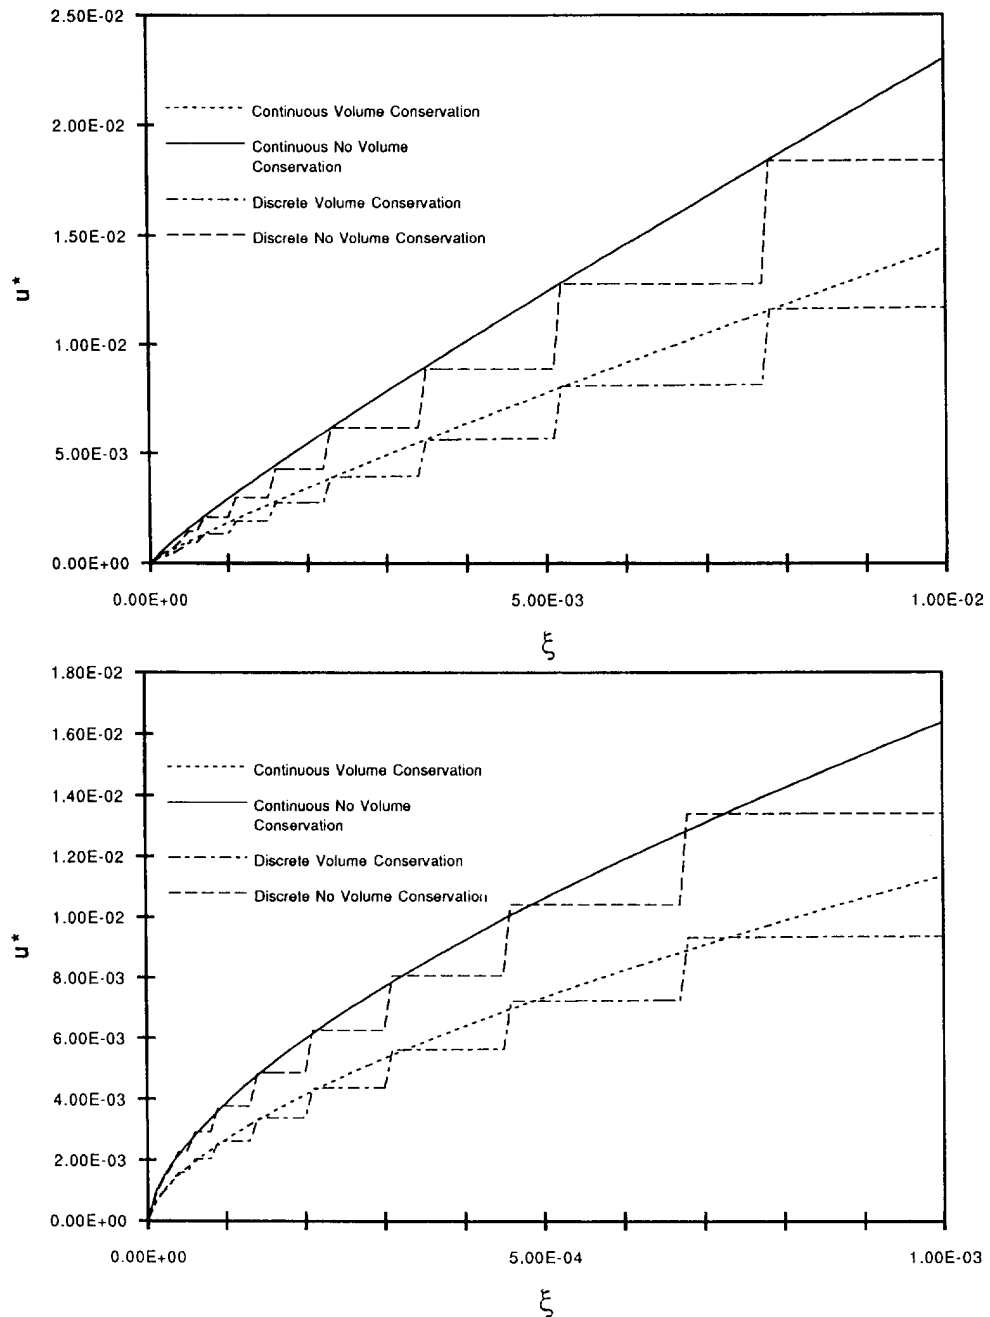 2.50E-02
2.00E-02
1.50E-02
1.00E-02
5.00E-03
0.00E+00
u*
Continuous Volume Conservation
Continuous No Volume
Conservation
Discrete Volume Conservation
Discrete No Volume Conservation
0.00E+00 5.00E-03 1.00E-02
ξ
1.80E-02
1.60E-02
1.40E-02
1.20E-02
1.00E-02
8.00E-03
6.00E-03
4.00E-03
2.00E-03
0.00E+00
u*
Continuous Volume Conservation
Continuous No Volume
Conservation
Discrete Volume Conservation
Discrete No Volume Conservation
0.00E+00 5.00E-04 1.00E-03
ξ